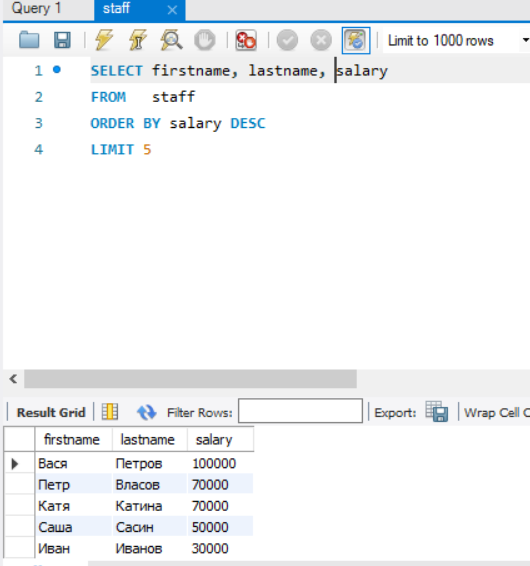 Query 1 staff ×
Limit to 1000 rows
1 SELECT firstname, lastname, salary
2 FROM staff
3 ORDER BY salary DESC
4 LIMIT 5
Result Grid Filter Rows: Export: Wrap Cell C
firstname lastname salary
Вася Петров 100000
Петр Власов 70000
Катя Катина 70000
Саша Сасин 50000
Иван Иванов 30000